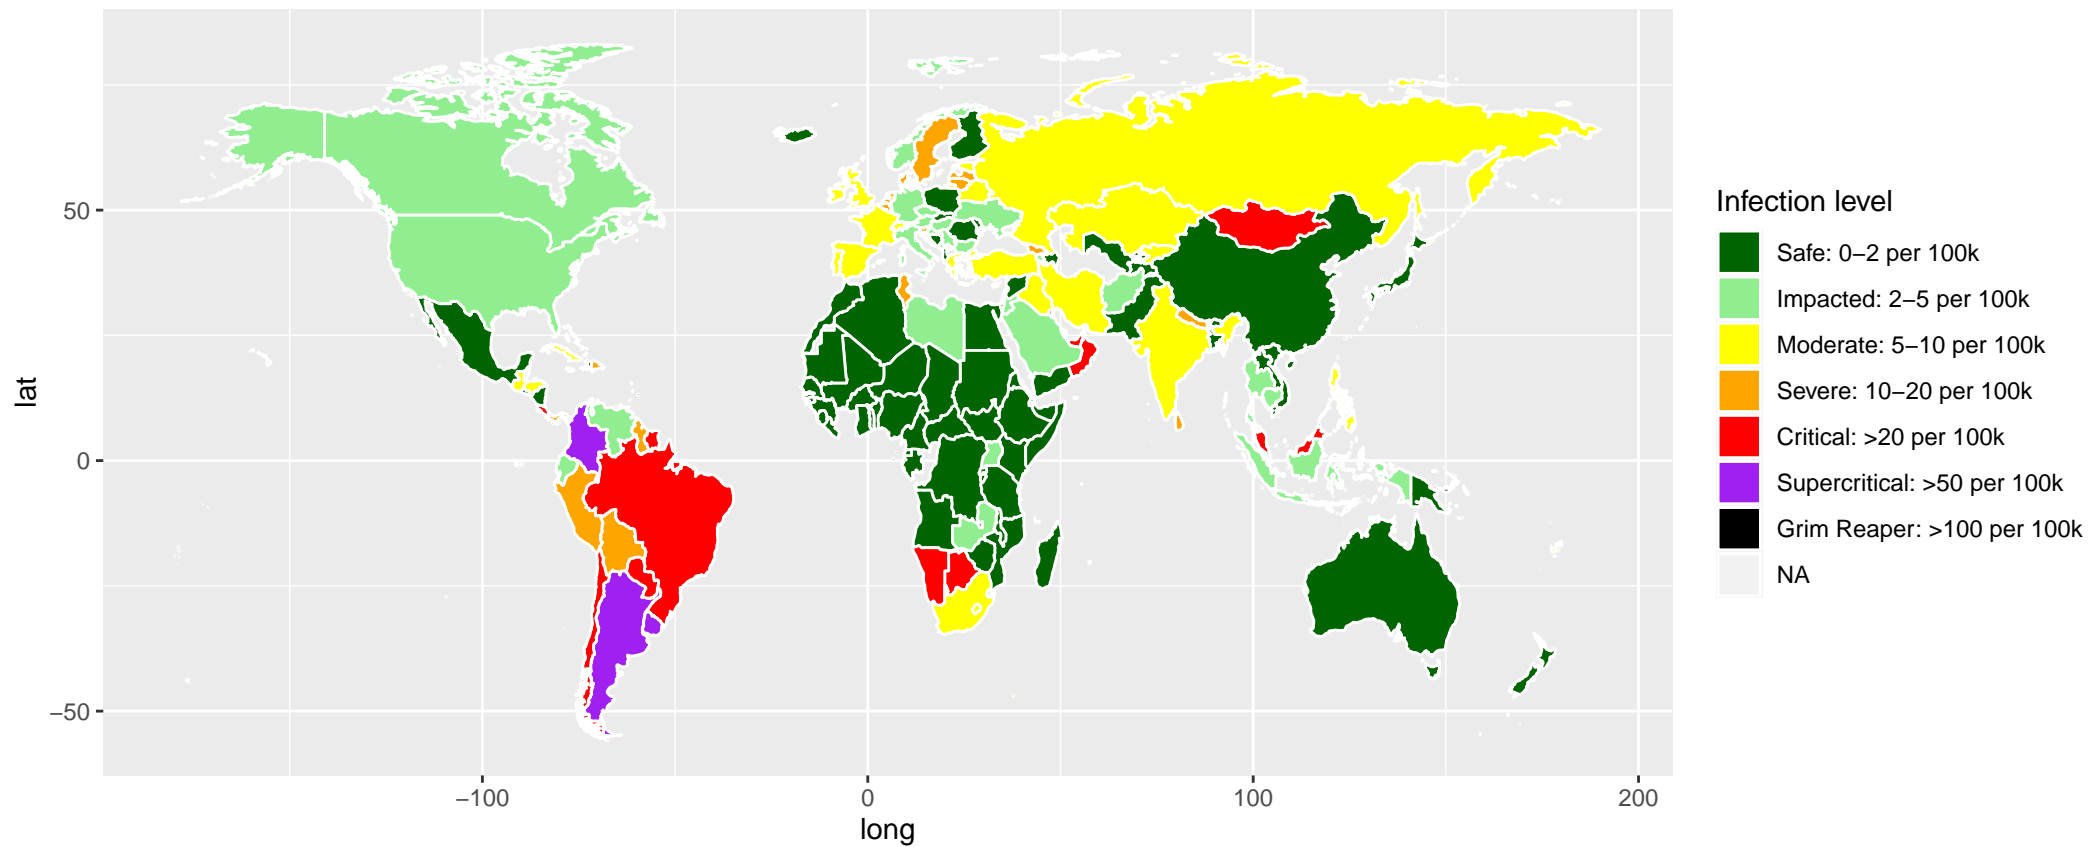 Infection level
Safe: 0−2 per 100k
Impacted: 2−5 per 100k
Moderate: 5−10 per 100k
Severe: 10−20 per 100k
Critical: >20 per 100k
Supercritical: >50 per 100k
Grim Reaper: >100 per 100k
NA
50
0
−50
lat
−100
0
100
200
long